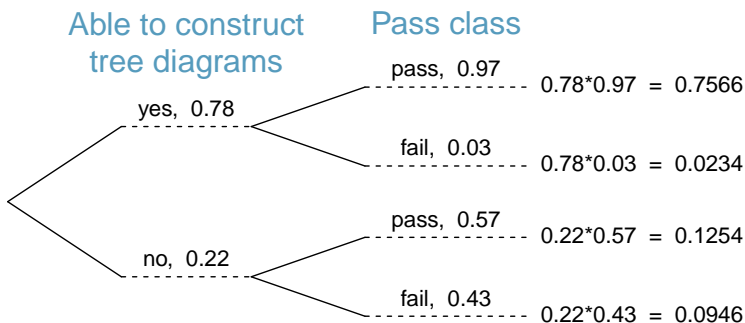 Able to construct
tree diagrams
Pass class
yes, 0.78
pass, 0.97
0.78*0.97 = 0.7566
fail, 0.03
0.78*0.03 = 0.0234
no, 0.22
pass, 0.57
0.22*0.57 = 0.1254
fail, 0.43
0.22*0.43 = 0.0946